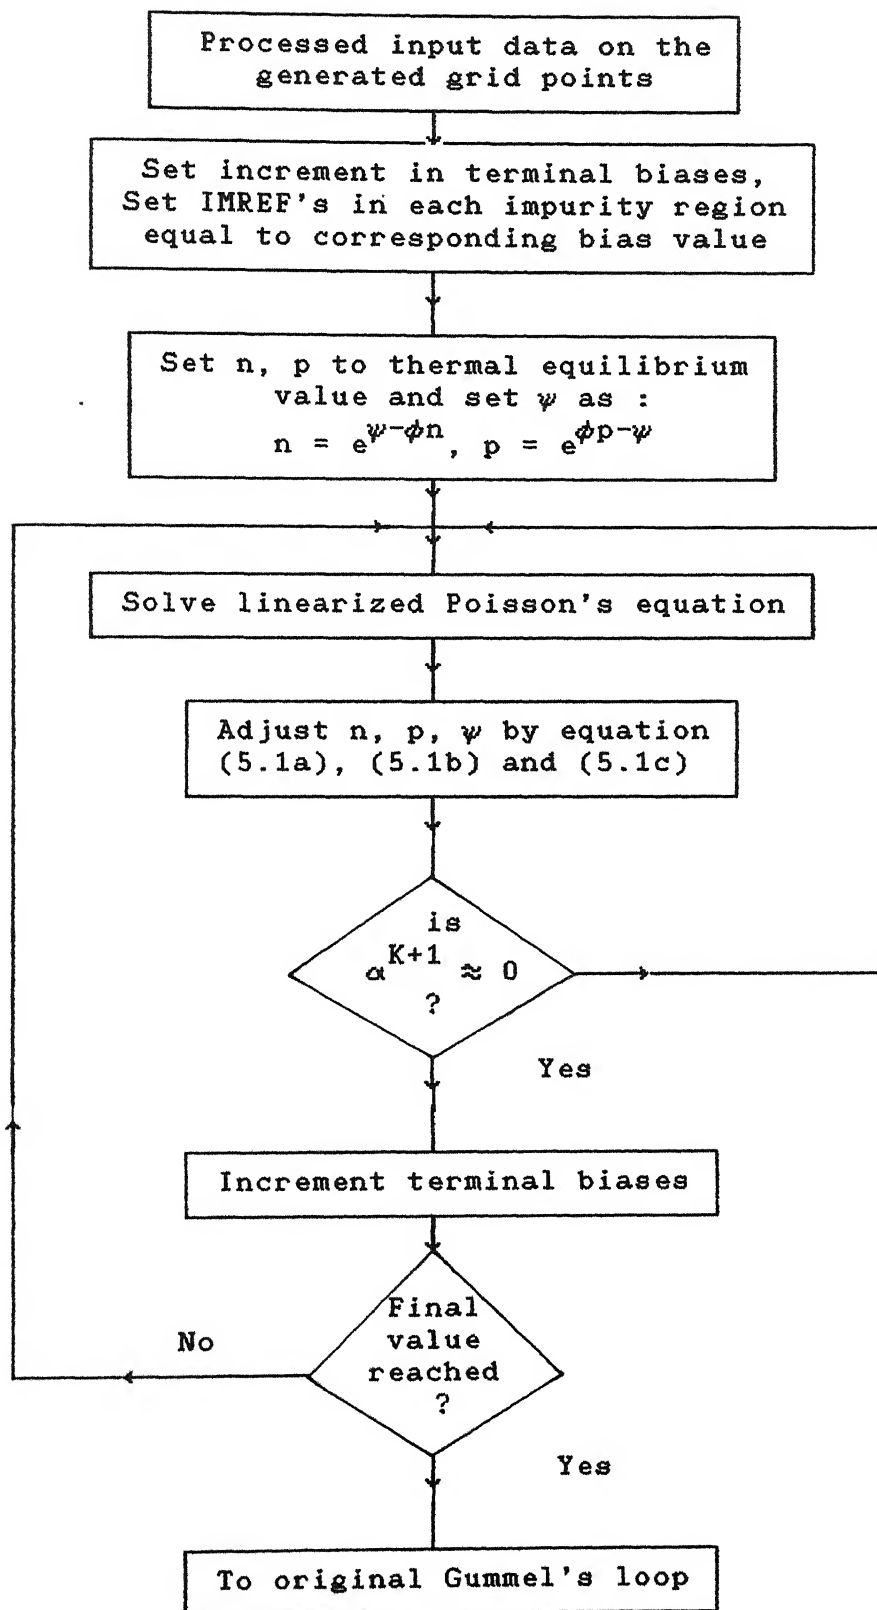 Processed input data on the
generated grid points
Set increment in terminal biases,
Set IMREF's in each impurity region
equal to corresponding bias value
Set n, p to thermal equilibrium
value and set ψ as :
n = e^ψ-ϕn, p = e^ϕp-ψ
Solve linearized Poisson's equation
Adjust n, p, ψ by equation
(5.1a), (5.1b) and (5.1c)
is
α^K+1 ≈ 0
?
Yes
Increment terminal biases
Final
value
reached
?
No
Yes
To original Gummel's loop